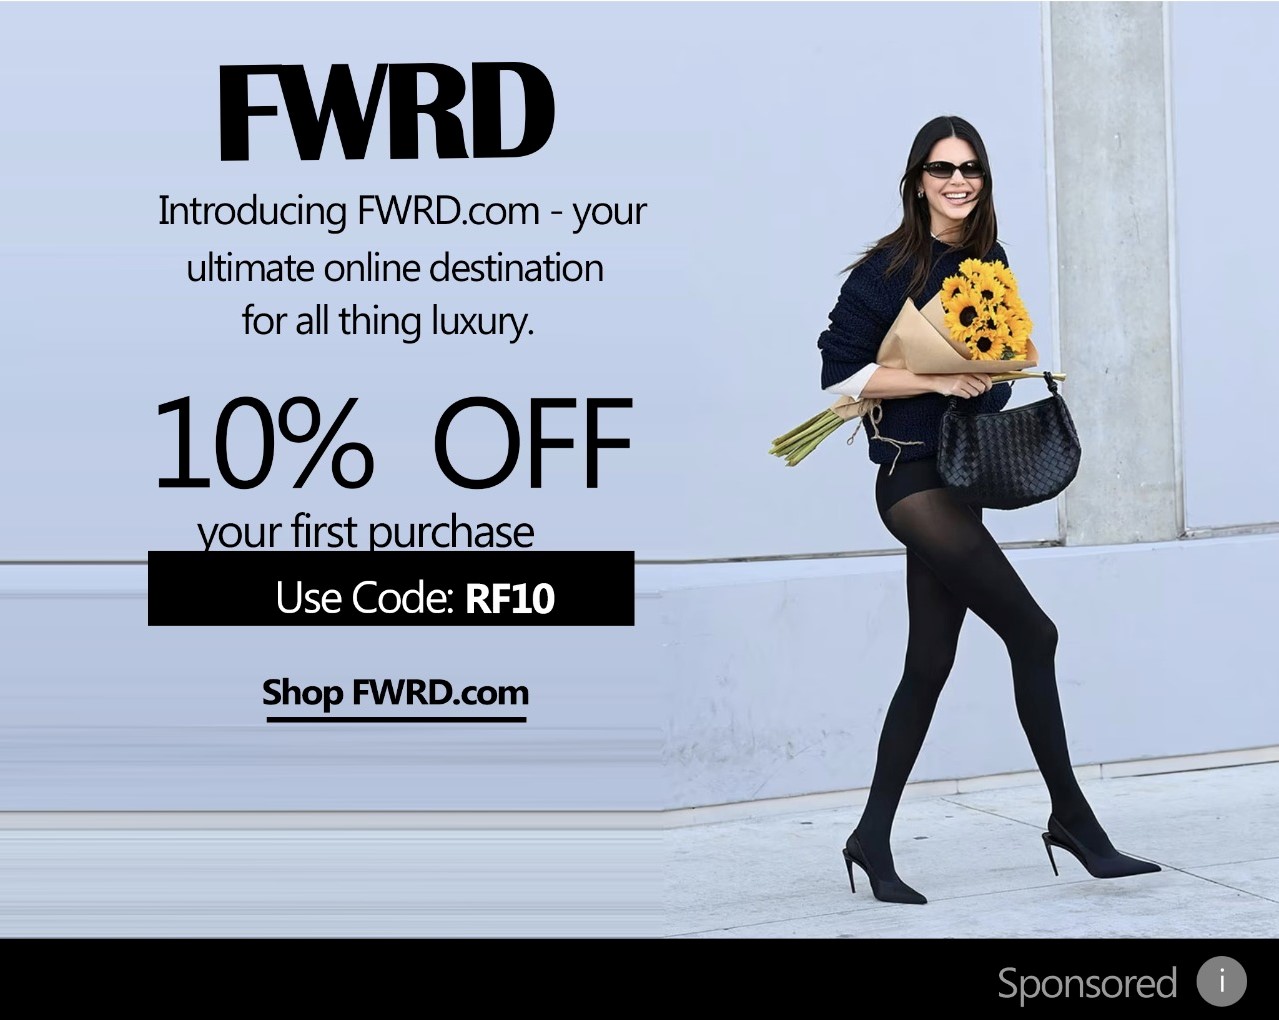 FWRD
Introducing FWRD.com - your
ultimate online destination
for all thing luxury.
10% OFF
your first purchase
Use Code: RF10
Shop FWRD.com
Sponsored i